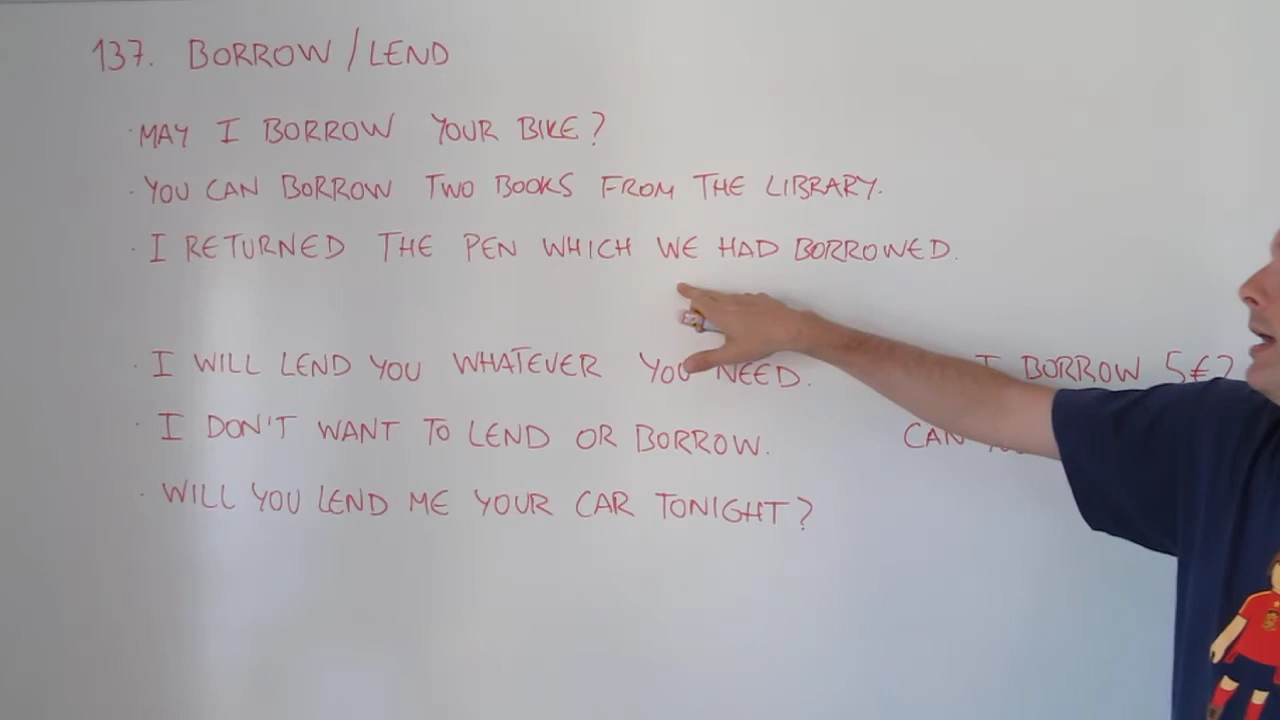 137. BORROW / LEND
· MAY I BORROW YOUR BIKE?
· YOU CAN BORROW TWO BOOKS FROM THE LIBRARY.
· I RETURNED THE PEN WHICH WE HAD BORROWED.
· I WILL LEND YOU WHATEVER YOU NEED.
· I DON'T WANT TO LEND OR BORROW.
· WILL YOU LEND ME YOUR CAR TONIGHT?
I BORROW 5€?
CAN